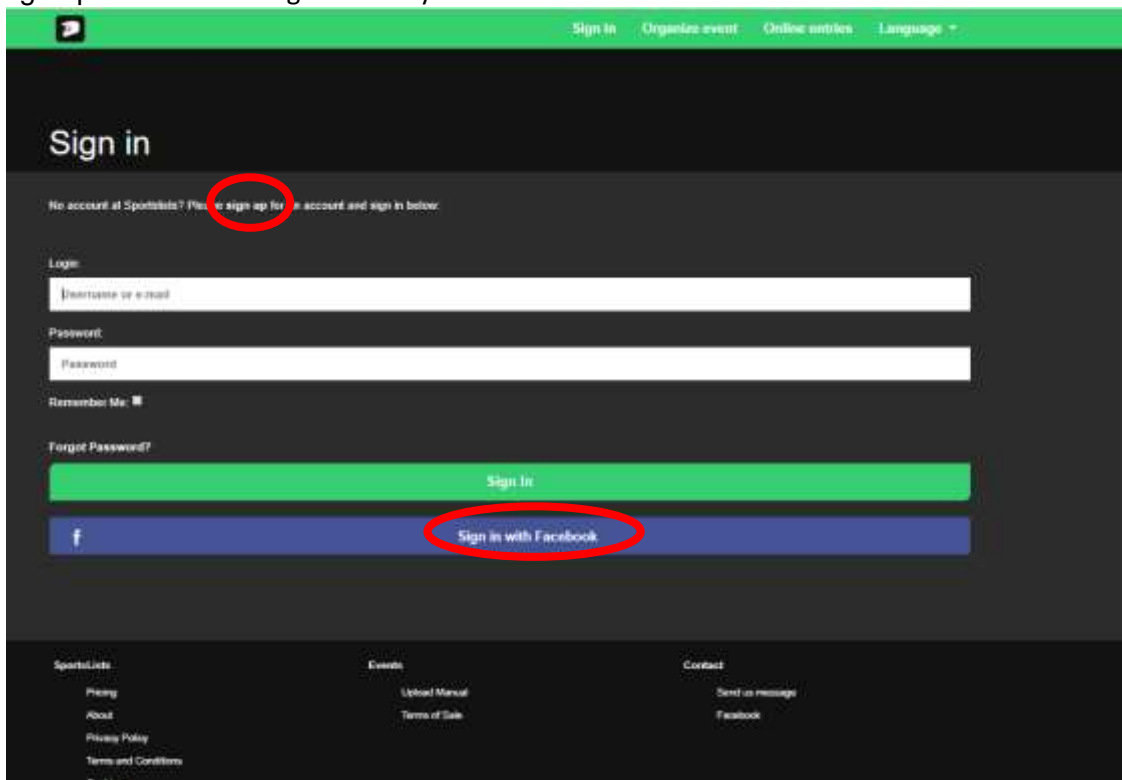 Sign In Organize event Online entries Language
Sign in
No account at Sportslists? Please sign up for an account and sign in below:
Login:
Username or e-mail
Password:
Password
Remember Me:
Forgot Password?
Sign In
f Sign in with Facebook
SportsLists Events Contact
Pricing Upload Manual Send us message
About Terms of Sale Facebook
Privacy Policy
Terms and Conditions